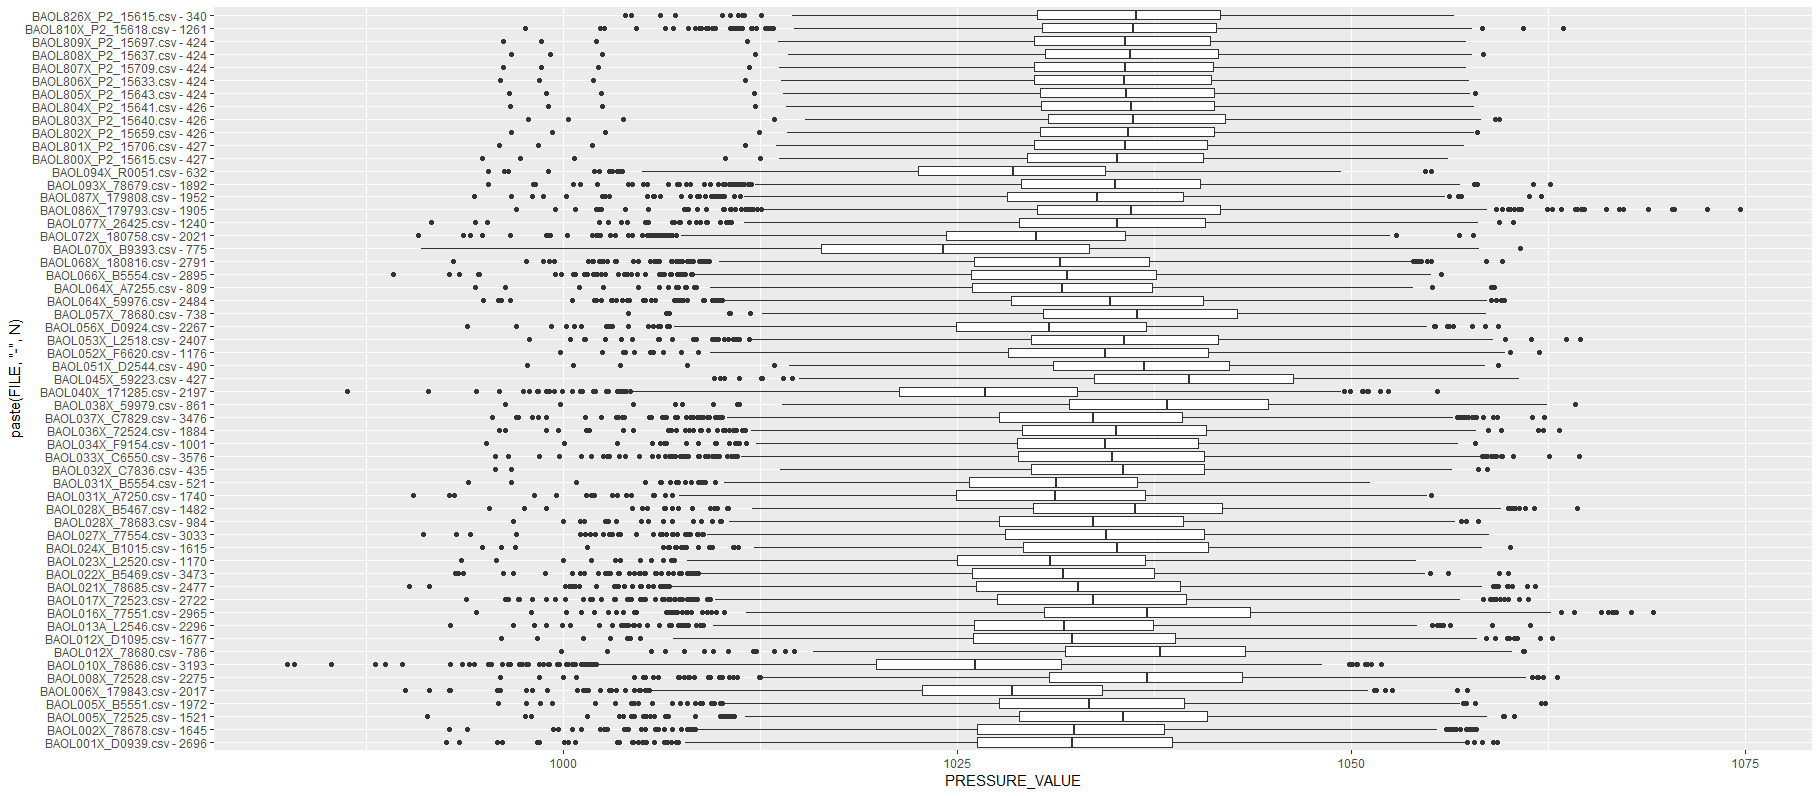 BAOL826X_P2_15615.csv - 340
BAOL810X_P2_15618.csv - 1261
BAOL809X_P2_15697.csv - 424
BAOL808X_P2_15637.csv - 424
BAOL807X_P2_15709.csv - 424
BAOL806X_P2_15633.csv - 424
BAOL805X_P2_15643.csv - 424
BAOL804X_P2_15641.csv - 426
BAOL803X_P2_15640.csv - 426
BAOL802X_P2_15659.csv - 426
BAOL801X_P2_15706.csv - 427
BAOL800X_P2_15615.csv - 427
BAOL094X_R0051.csv - 632
BAOL093X_78679.csv - 1892
BAOL087X_179808.csv - 1952
BAOL086X_179793.csv - 1905
BAOL077X_26425.csv - 1240
BAOL072X_180758.csv - 2021
BAOL070X_B9393.csv - 775
BAOL068X_180816.csv - 2791
BAOL066X_B5554.csv - 2895
BAOL064X_A7255.csv - 809
BAOL064X_59976.csv - 2484
BAOL057X_78680.csv - 738
BAOL056X_D0924.csv - 2267
BAOL053X_L2518.csv - 2407
BAOL052X_F6620.csv - 1176
BAOL051X_D2544.csv - 490
BAOL045X_59223.csv - 427
BAOL040X_171285.csv - 2197
BAOL038X_59979.csv - 861
BAOL037X_C7829.csv - 3476
BAOL036X_72524.csv - 1884
BAOL034X_F9154.csv - 1001
BAOL033X_C6550.csv - 3576
BAOL032X_C7836.csv - 435
BAOL031X_B5554.csv - 521
BAOL031X_A7250.csv - 1740
BAOL028X_B5467.csv - 1482
BAOL028X_78683.csv - 984
BAOL027X_77554.csv - 3033
BAOL024X_B1015.csv - 1615
BAOL023X_L2520.csv - 1170
BAOL022X_B5469.csv - 3473
BAOL021X_78685.csv - 2477
BAOL017X_72523.csv - 2722
BAOL016X_77551.csv - 2965
BAOL013A_L2546.csv - 2296
BAOL012X_D1095.csv - 1677
BAOL012X_78680.csv - 786
BAOL010X_78686.csv - 3193
BAOL008X_72528.csv - 2275
BAOL006X_179843.csv - 2017
BAOL005X_B5551.csv - 1972
BAOL005X_72525.csv - 1521
BAOL002X_78678.csv - 1645
BAOL001X_D0939.csv - 2696
paste(FILE, "-", N)
1000
1025
1050
1075
PRESSURE_VALUE